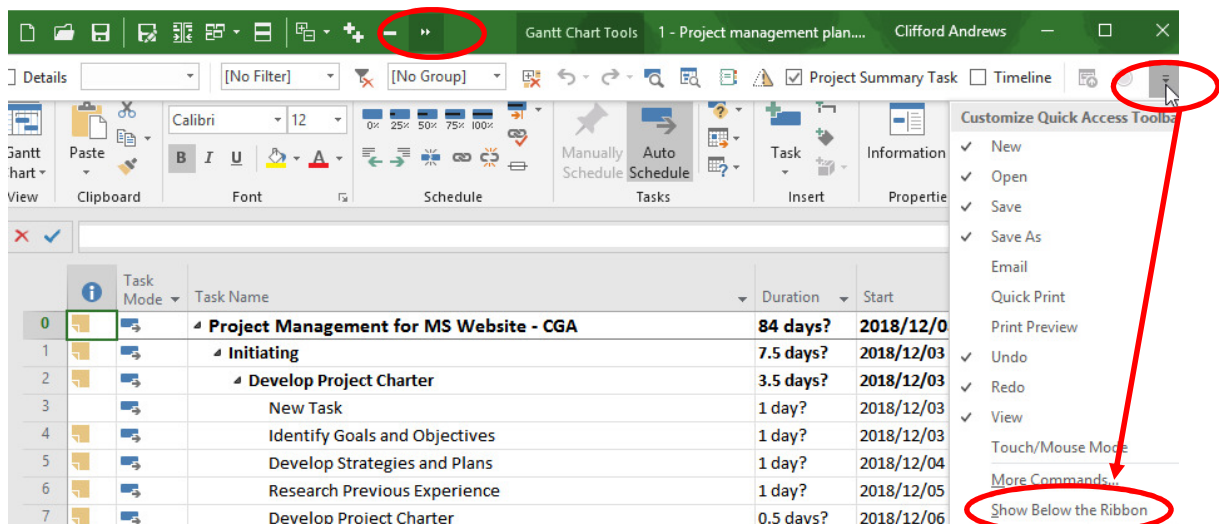 Gantt Chart Tools 1 - Project management plan.... Clifford Andrews
Details [No Filter] [No Group] Project Summary Task Timeline
Calibri 12 0% 25% 50% 75% 100%
Gantt Chart Paste B I U A Manually Schedule Auto Schedule Task Information
View Clipboard Font Schedule Tasks Insert Propertie
Customize Quick Access Toolba
New
Open
Save
Save As
Email
Quick Print
Print Preview
Undo
Redo
View
Touch/Mouse Mode
More Commands...
Show Below the Ribbon
Task Mode Task Name Duration Start
0 Project Management for MS Website - CGA 84 days? 2018/12/0
1 Initiating 7.5 days? 2018/12/03
2 Develop Project Charter 3.5 days? 2018/12/03
3 New Task 1 day? 2018/12/03
4 Identify Goals and Objectives 1 day? 2018/12/03
5 Develop Strategies and Plans 1 day? 2018/12/04
6 Research Previous Experience 1 day? 2018/12/05
7 Develop Project Charter 0.5 days? 2018/12/06